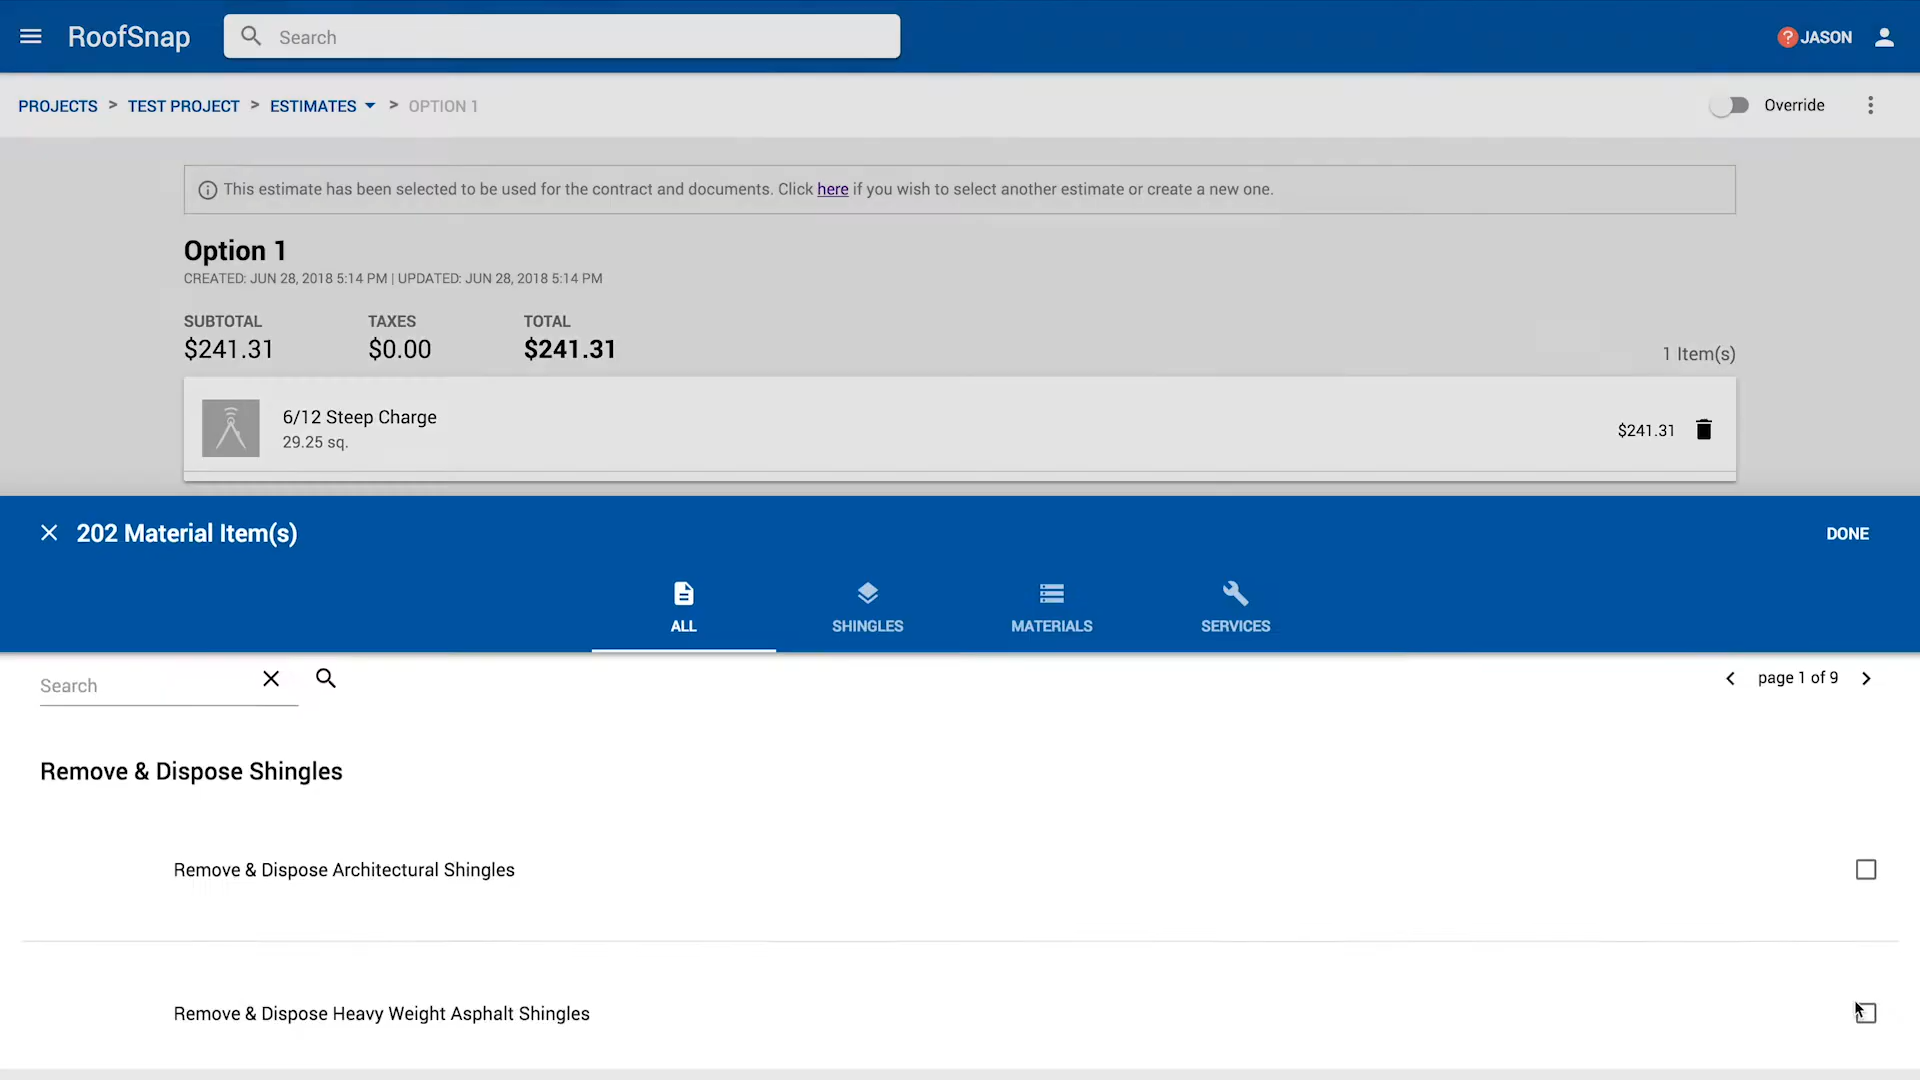 RoofSnap
Search
? JASON
PROJECTS > TEST PROJECT > ESTIMATES > OPTION 1
Override
This estimate has been selected to be used for the contract and documents. Click here if you wish to select another estimate or create a new one.
Option 1
CREATED: JUN 28, 2018 5:14 PM | UPDATED: JUN 28, 2018 5:14 PM
SUBTOTAL TAXES TOTAL
$241.31 $0.00 $241.31
1 Item(s)
6/12 Steep Charge
29.25 sq.
$241.31
202 Material Item(s)
DONE
ALL SHINGLES MATERIALS SERVICES
Search
page 1 of 9
Remove & Dispose Shingles
Remove & Dispose Architectural Shingles
Remove & Dispose Heavy Weight Asphalt Shingles